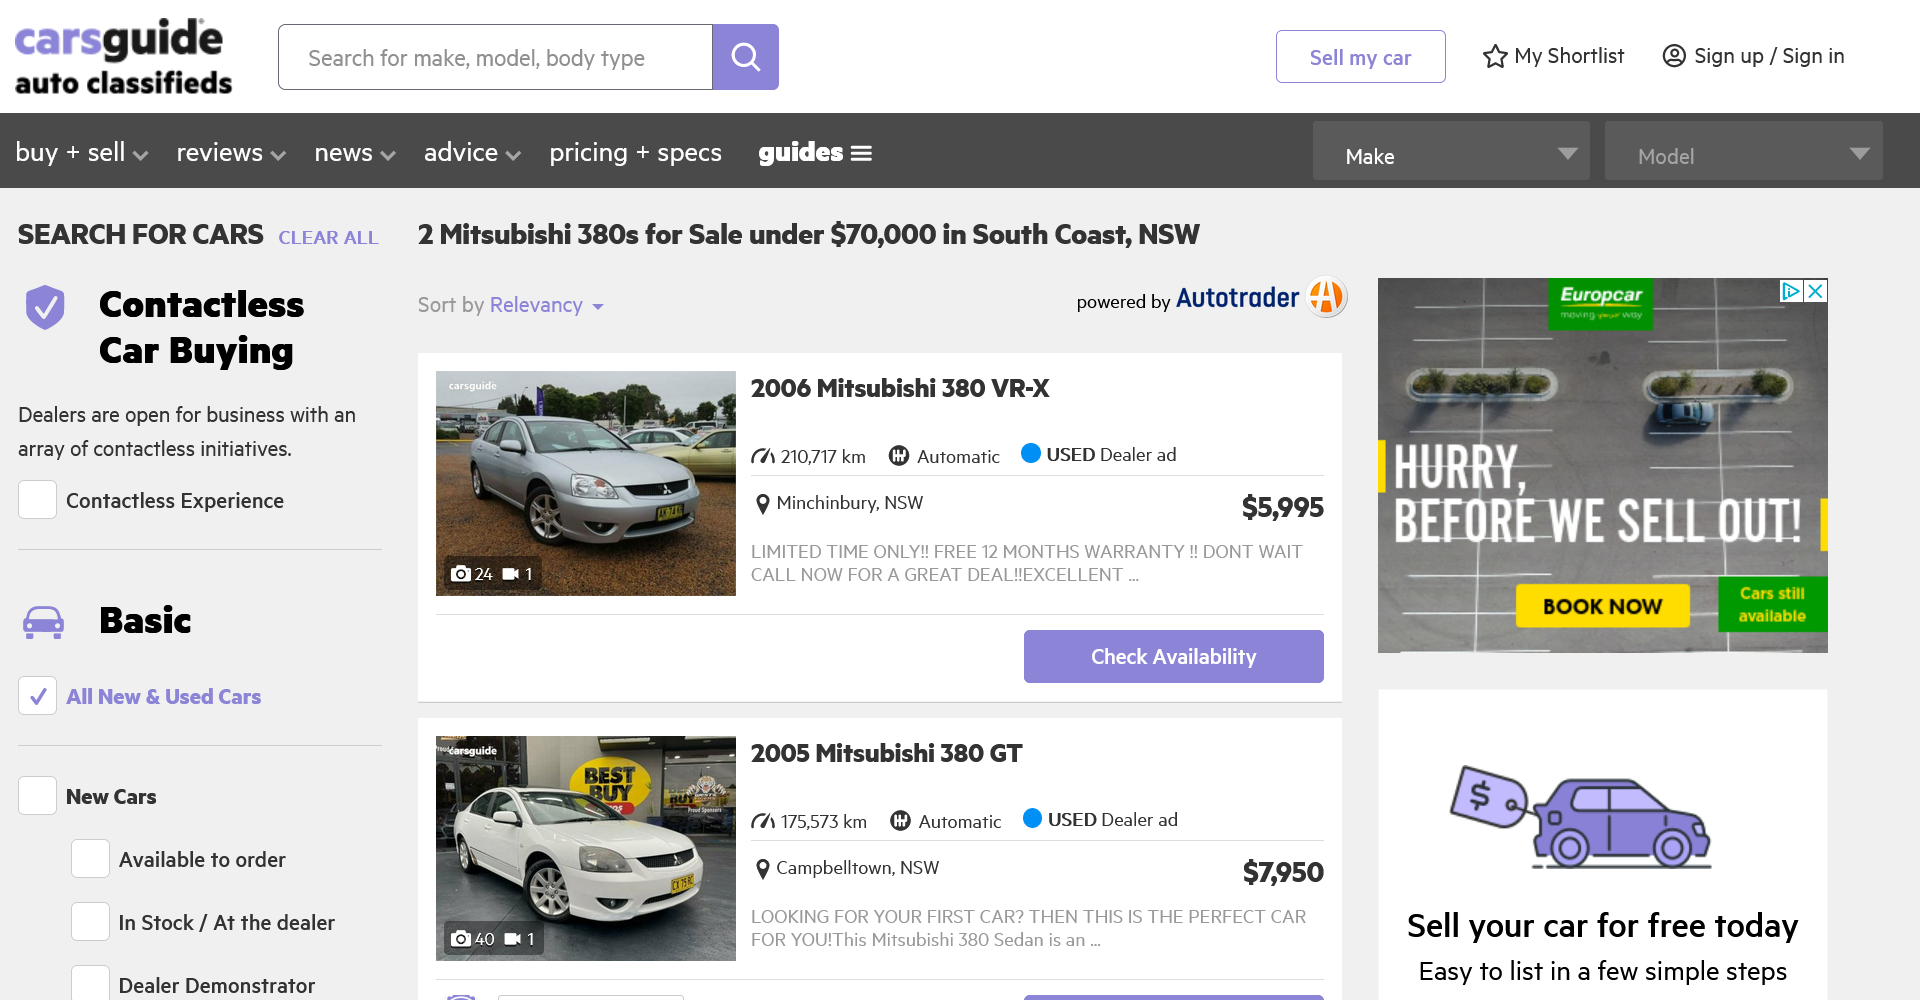 carsguide
auto classifieds
Search for make, model, body type
Sell my car
My Shortlist
Sign up / Sign in
buy + sell
reviews
news
advice
pricing + specs
guides
Make
Model
SEARCH FOR CARS
CLEAR ALL
Contactless
Car Buying
Dealers are open for business with an
array of contactless initiatives.
Contactless Experience
Basic
All New & Used Cars
New Cars
Available to order
In Stock / At the dealer
Dealer Demonstrator
2 Mitsubishi 380s for Sale under $70,000 in South Coast, NSW
Sort by Relevancy
powered by Autotrader
carsguide
24
1
2006 Mitsubishi 380 VR-X
210,717 km
Automatic
USED Dealer ad
Minchinbury, NSW
$5,995
LIMITED TIME ONLY!! FREE 12 MONTHS WARRANTY !! DONT WAIT
CALL NOW FOR A GREAT DEAL!!EXCELLENT ...
Check Availability
carsguide
BEST
BUY
BUY
Proud Sponsors
40
1
2005 Mitsubishi 380 GT
175,573 km
Automatic
USED Dealer ad
Campbelltown, NSW
$7,950
LOOKING FOR YOUR FIRST CAR? THEN THIS IS THE PERFECT CAR
FOR YOU!This Mitsubishi 380 Sedan is an ...
Europcar
moving your way
HURRY,
BEFORE WE SELL OUT!
BOOK NOW
Cars still
available
$
Sell your car for free today
Easy to list in a few simple steps